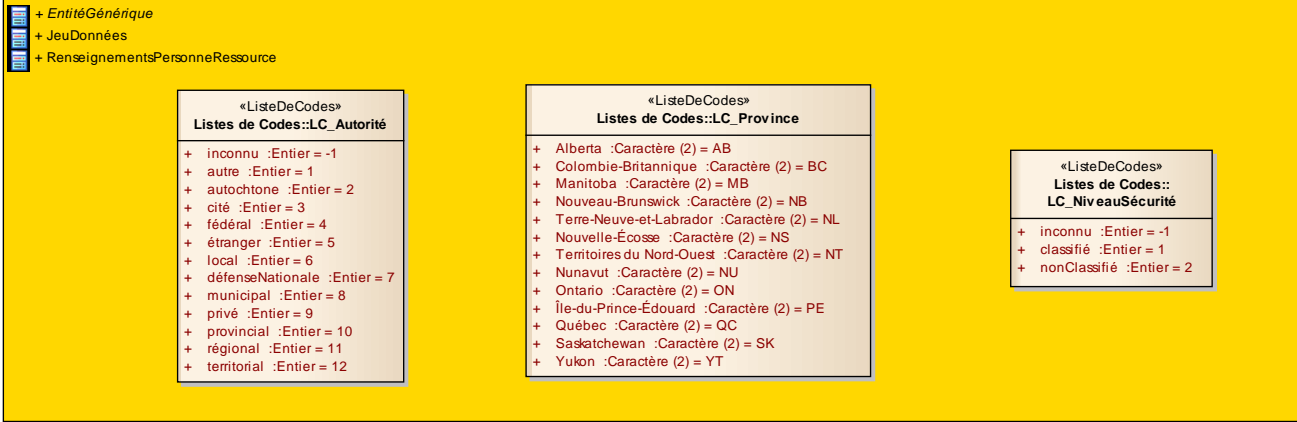 + EntitéGénérique
+ JeuDonnées
+ RenseignementsPersonneRessource
«ListeDeCodes»
Listes de Codes::LC_Autorité
+ inconnu :Entier = -1
+ autre :Entier = 1
+ autochtone :Entier = 2
+ cité :Entier = 3
+ fédéral :Entier = 4
+ étranger :Entier = 5
+ local :Entier = 6
+ défenseNationale :Entier = 7
+ municipal :Entier = 8
+ privé :Entier = 9
+ provincial :Entier = 10
+ régional :Entier = 11
+ territorial :Entier = 12
«ListeDeCodes»
Listes de Codes::LC_Province
+ Alberta :Caractère (2) = AB
+ Colombie-Britannique :Caractère (2) = BC
+ Manitoba :Caractère (2) = MB
+ Nouveau-Brunswick :Caractère (2) = NB
+ Terre-Neuve-et-Labrador :Caractère (2) = NL
+ Nouvelle-Écosse :Caractère (2) = NS
+ Territoires du Nord-Ouest :Caractère (2) = NT
+ Nunavut :Caractère (2) = NU
+ Ontario :Caractère (2) = ON
+ Île-du-Prince-Édouard :Caractère (2) = PE
+ Québec :Caractère (2) = QC
+ Saskatchewan :Caractère (2) = SK
+ Yukon :Caractère (2) = YT
«ListeDeCodes»
Listes de Codes::
LC_NiveauSécurité
+ inconnu :Entier = -1
+ classifié :Entier = 1
+ nonClassifié :Entier = 2